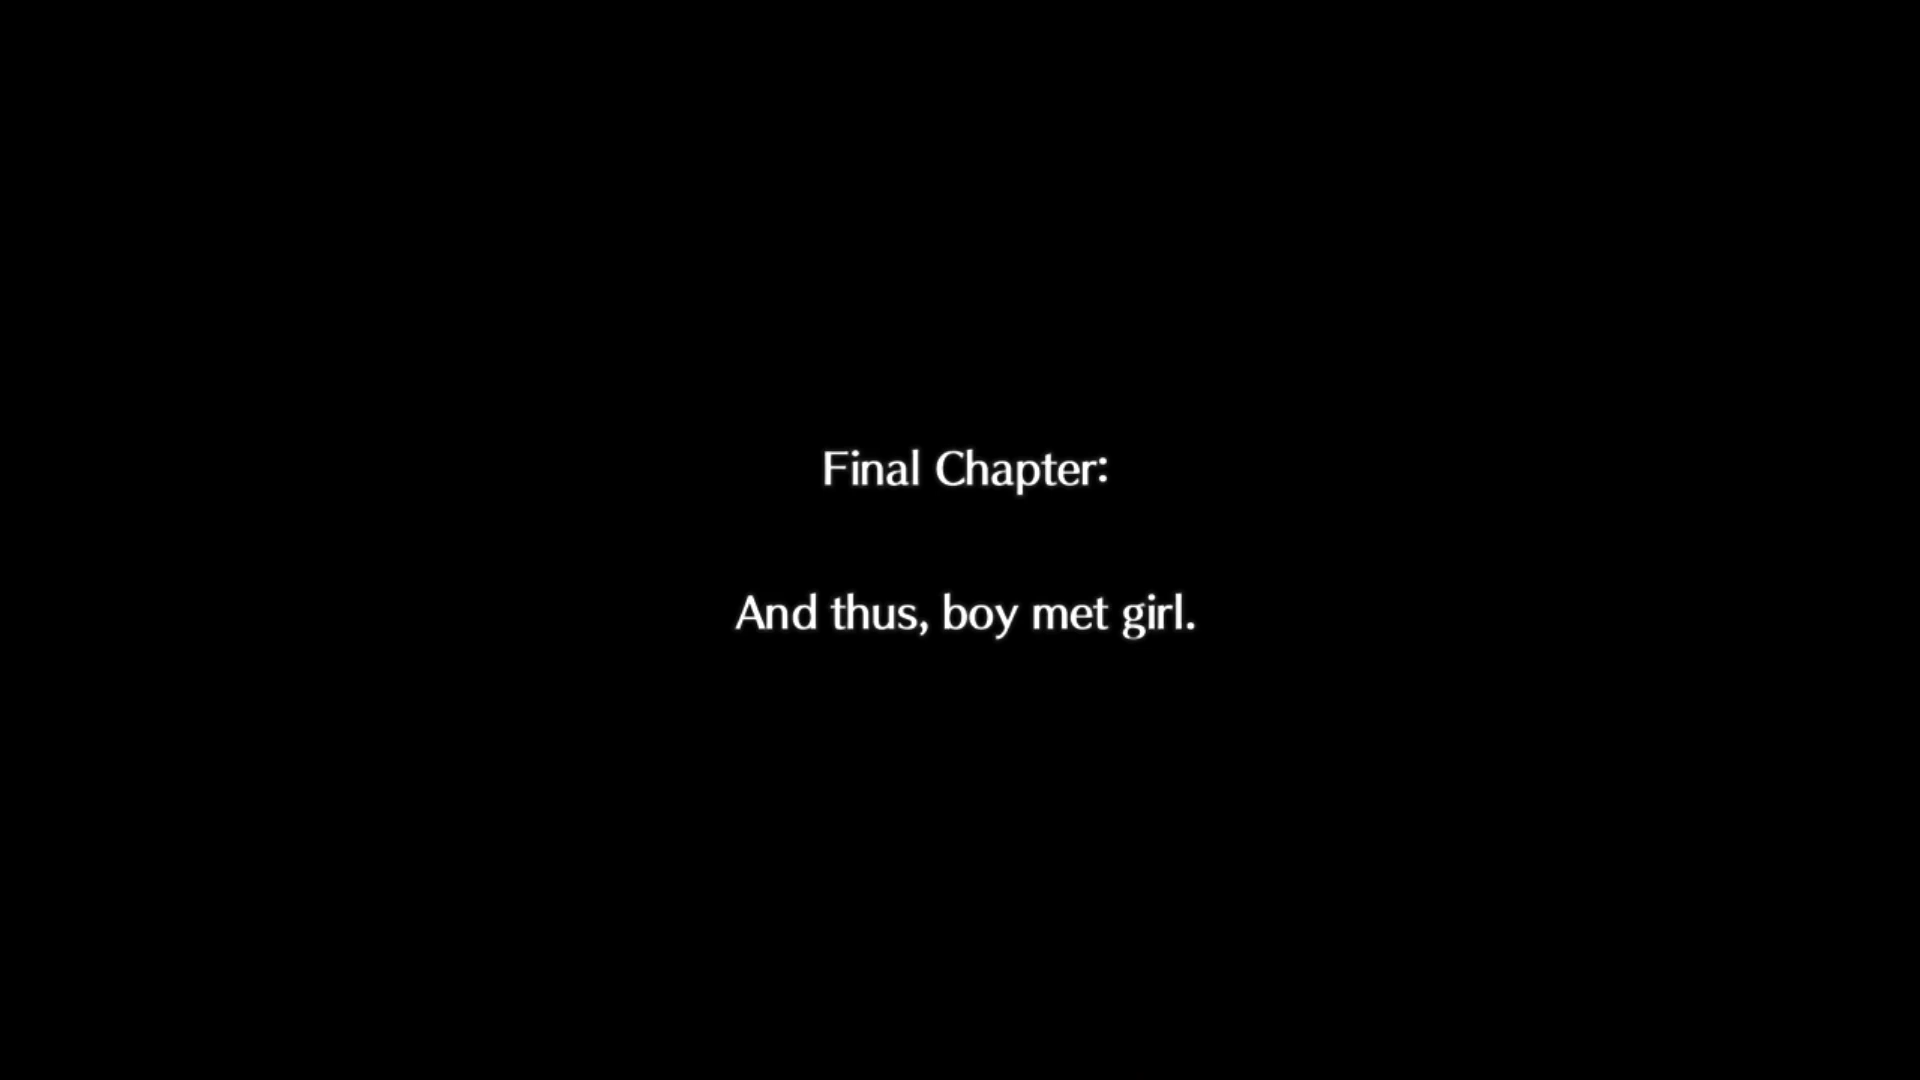 Final Chapter:
And thus, boy met girl.